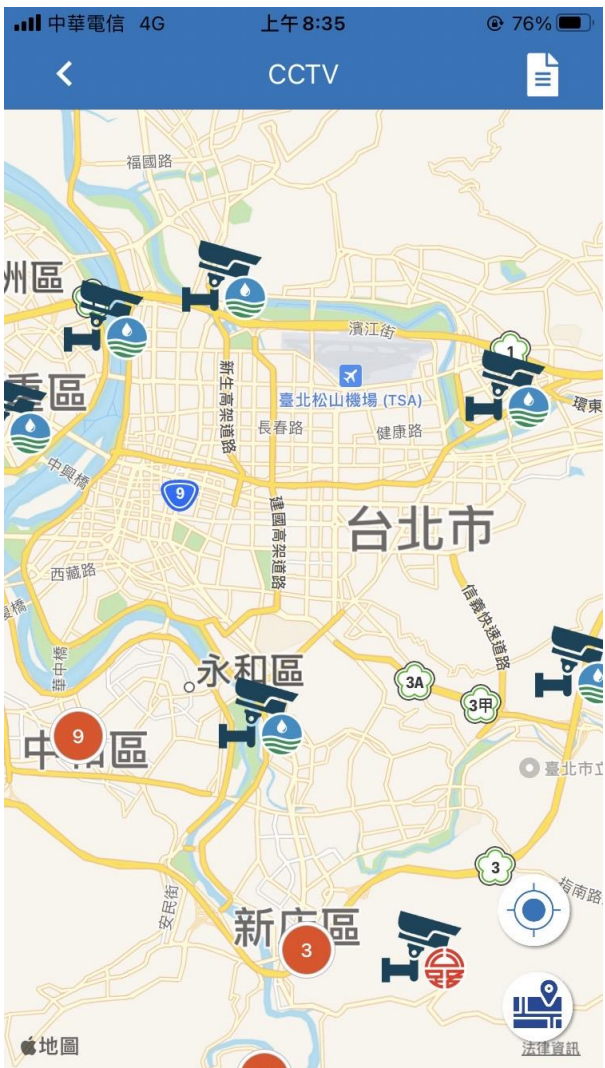 中華電信 4G 上午8:35 76%
CCTV
福國路
州區
濱江街
1
重區
新生高架道路
臺北松山機場 (TSA)
環東
長春路
健康路
中興橋
9
建國高架道路
台北市
西藏路
信義快速道路
華中橋
永和區
3A
3甲
9
中和區
臺北市立
3
指南路
安民街
新店區
3
地圖
法律資訊